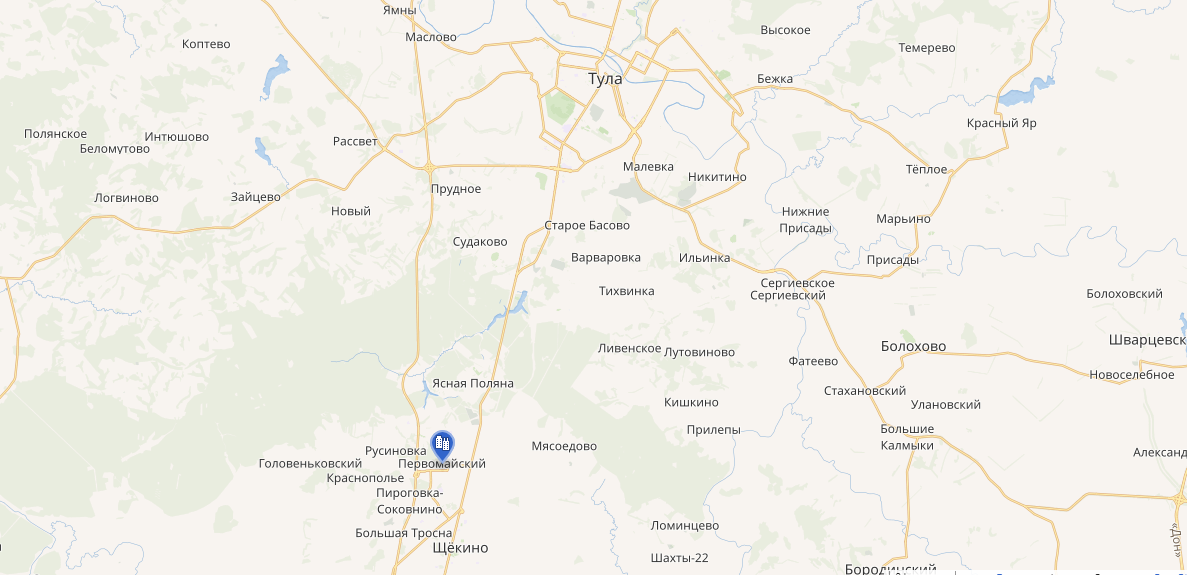 Ямны
Маслово
Высокое
Коптево
Темерево
Тула
Бежка
Красный Яр
Полянское
Интюшово
Беломутово
Рассвет
Малевка
Тёплое
Никитино
Прудное
Зайцево
Логвиново
Новый
Нижние
Присады
Марьино
Старое Басово
Судаково
Варваровка
Ильинка
Присады
Сергиевское
Сергиевский
Тихвинка
Болоховский
Шварцевск
Болохово
Ливенское
Лутовиново
Фатеево
Новоселебное
Ясная Поляна
Стахановский
Кишкино
Улановский
Прилепы
Большие
Калмыки
Мясоедово
Русиновка
Александ
Головеньковский
Первомайский
Краснополье
Пироговка-
Соковнино
Ломинцево
Большая Тросна
«Дон»
Щёкино
Шахты-22
Бородинский